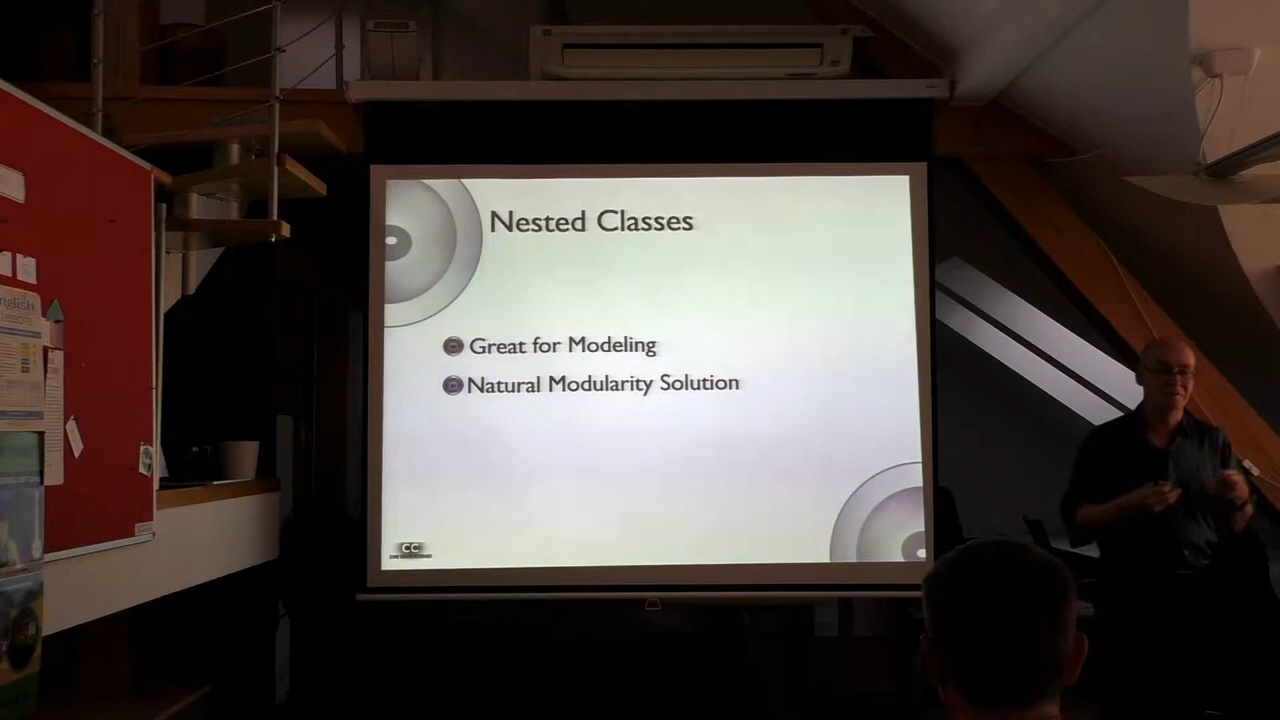 Nested Classes
Great for Modeling
Natural Modularity Solution
CC